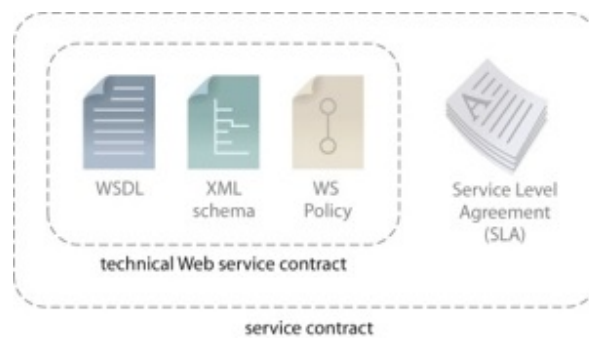 WSDL
XML
schema
WS
Policy
Service Level
Agreement
(SLA)
technical Web service contract
service contract